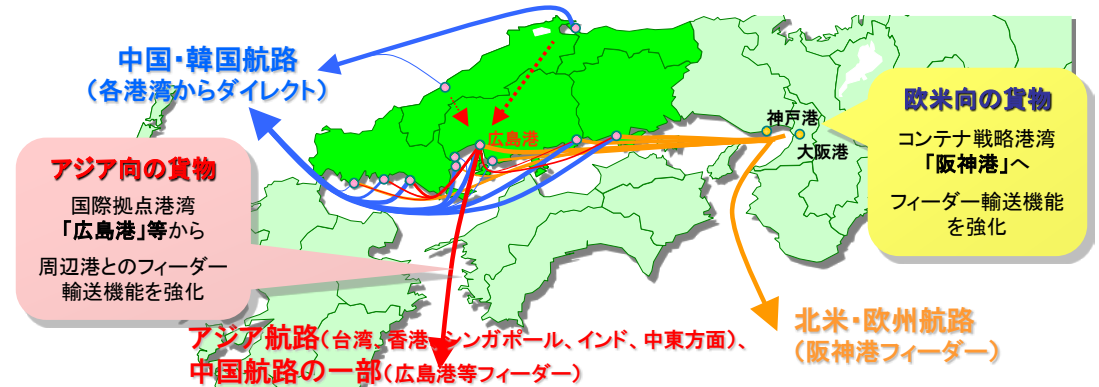 中国・韓国航路
（各港湾からダイレクト）
欧米向の貨物
コンテナ戦略港湾
「阪神港」へ
フィーダー輸送機能
を強化
神戸港
大阪港
広島港
アジア向の貨物
国際拠点港湾
「広島港」等から
周辺港とのフィーダー
輸送機能を強化
北米・欧州航路
（阪神港フィーダー）
アジア航路（台湾、香港、シンガポール、インド、中東方面）、
中国航路の一部（広島港等フィーダー）